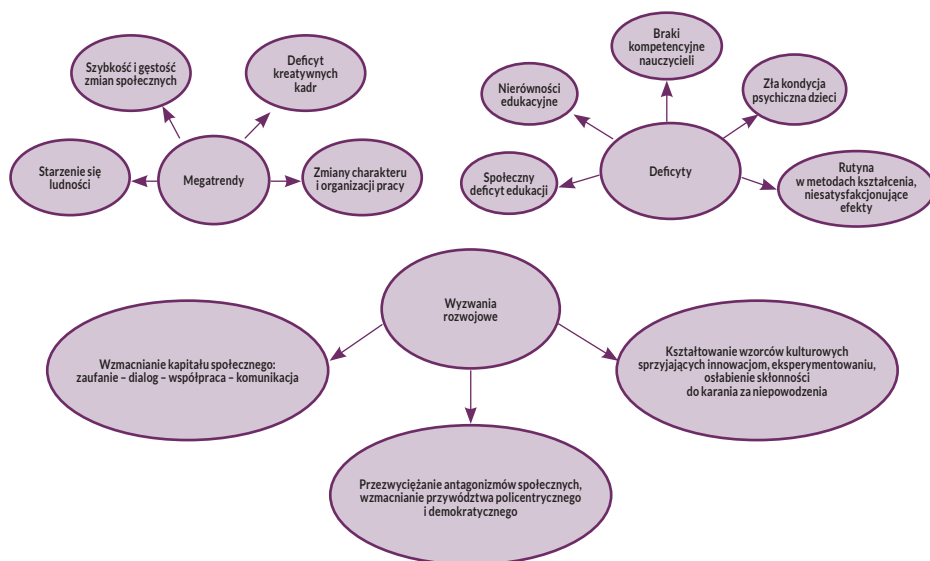 Szybkość i gęstość
zmian społecznych
Deficyt
kreatywnych
kadr
Starzenie się
ludności
Megatrendy
Zmiany charakteru
i organizacji pracy
Braki
kompetencyjne
nauczycieli
Nierówności
edukacyjne
Zła kondycja
psychiczna dzieci
Społeczny
deficyt edukacji
Deficyty
Rutyna
w metodach kształcenia,
niesatysfakcjonujące
efekty
Wyzwania
rozwojowe
Wzmacnianie kapitału społecznego:
zaufanie – dialog – współpraca – komunikacja
Kształtowanie wzorców kulturowych
sprzyjających innowacjom, eksperymentowaniu,
osłabienie skłonności
do karania za niepowodzenia
Przezwyciężanie antagonizmów społecznych,
wzmacnianie przywództwa policentrycznego
i demokratycznego